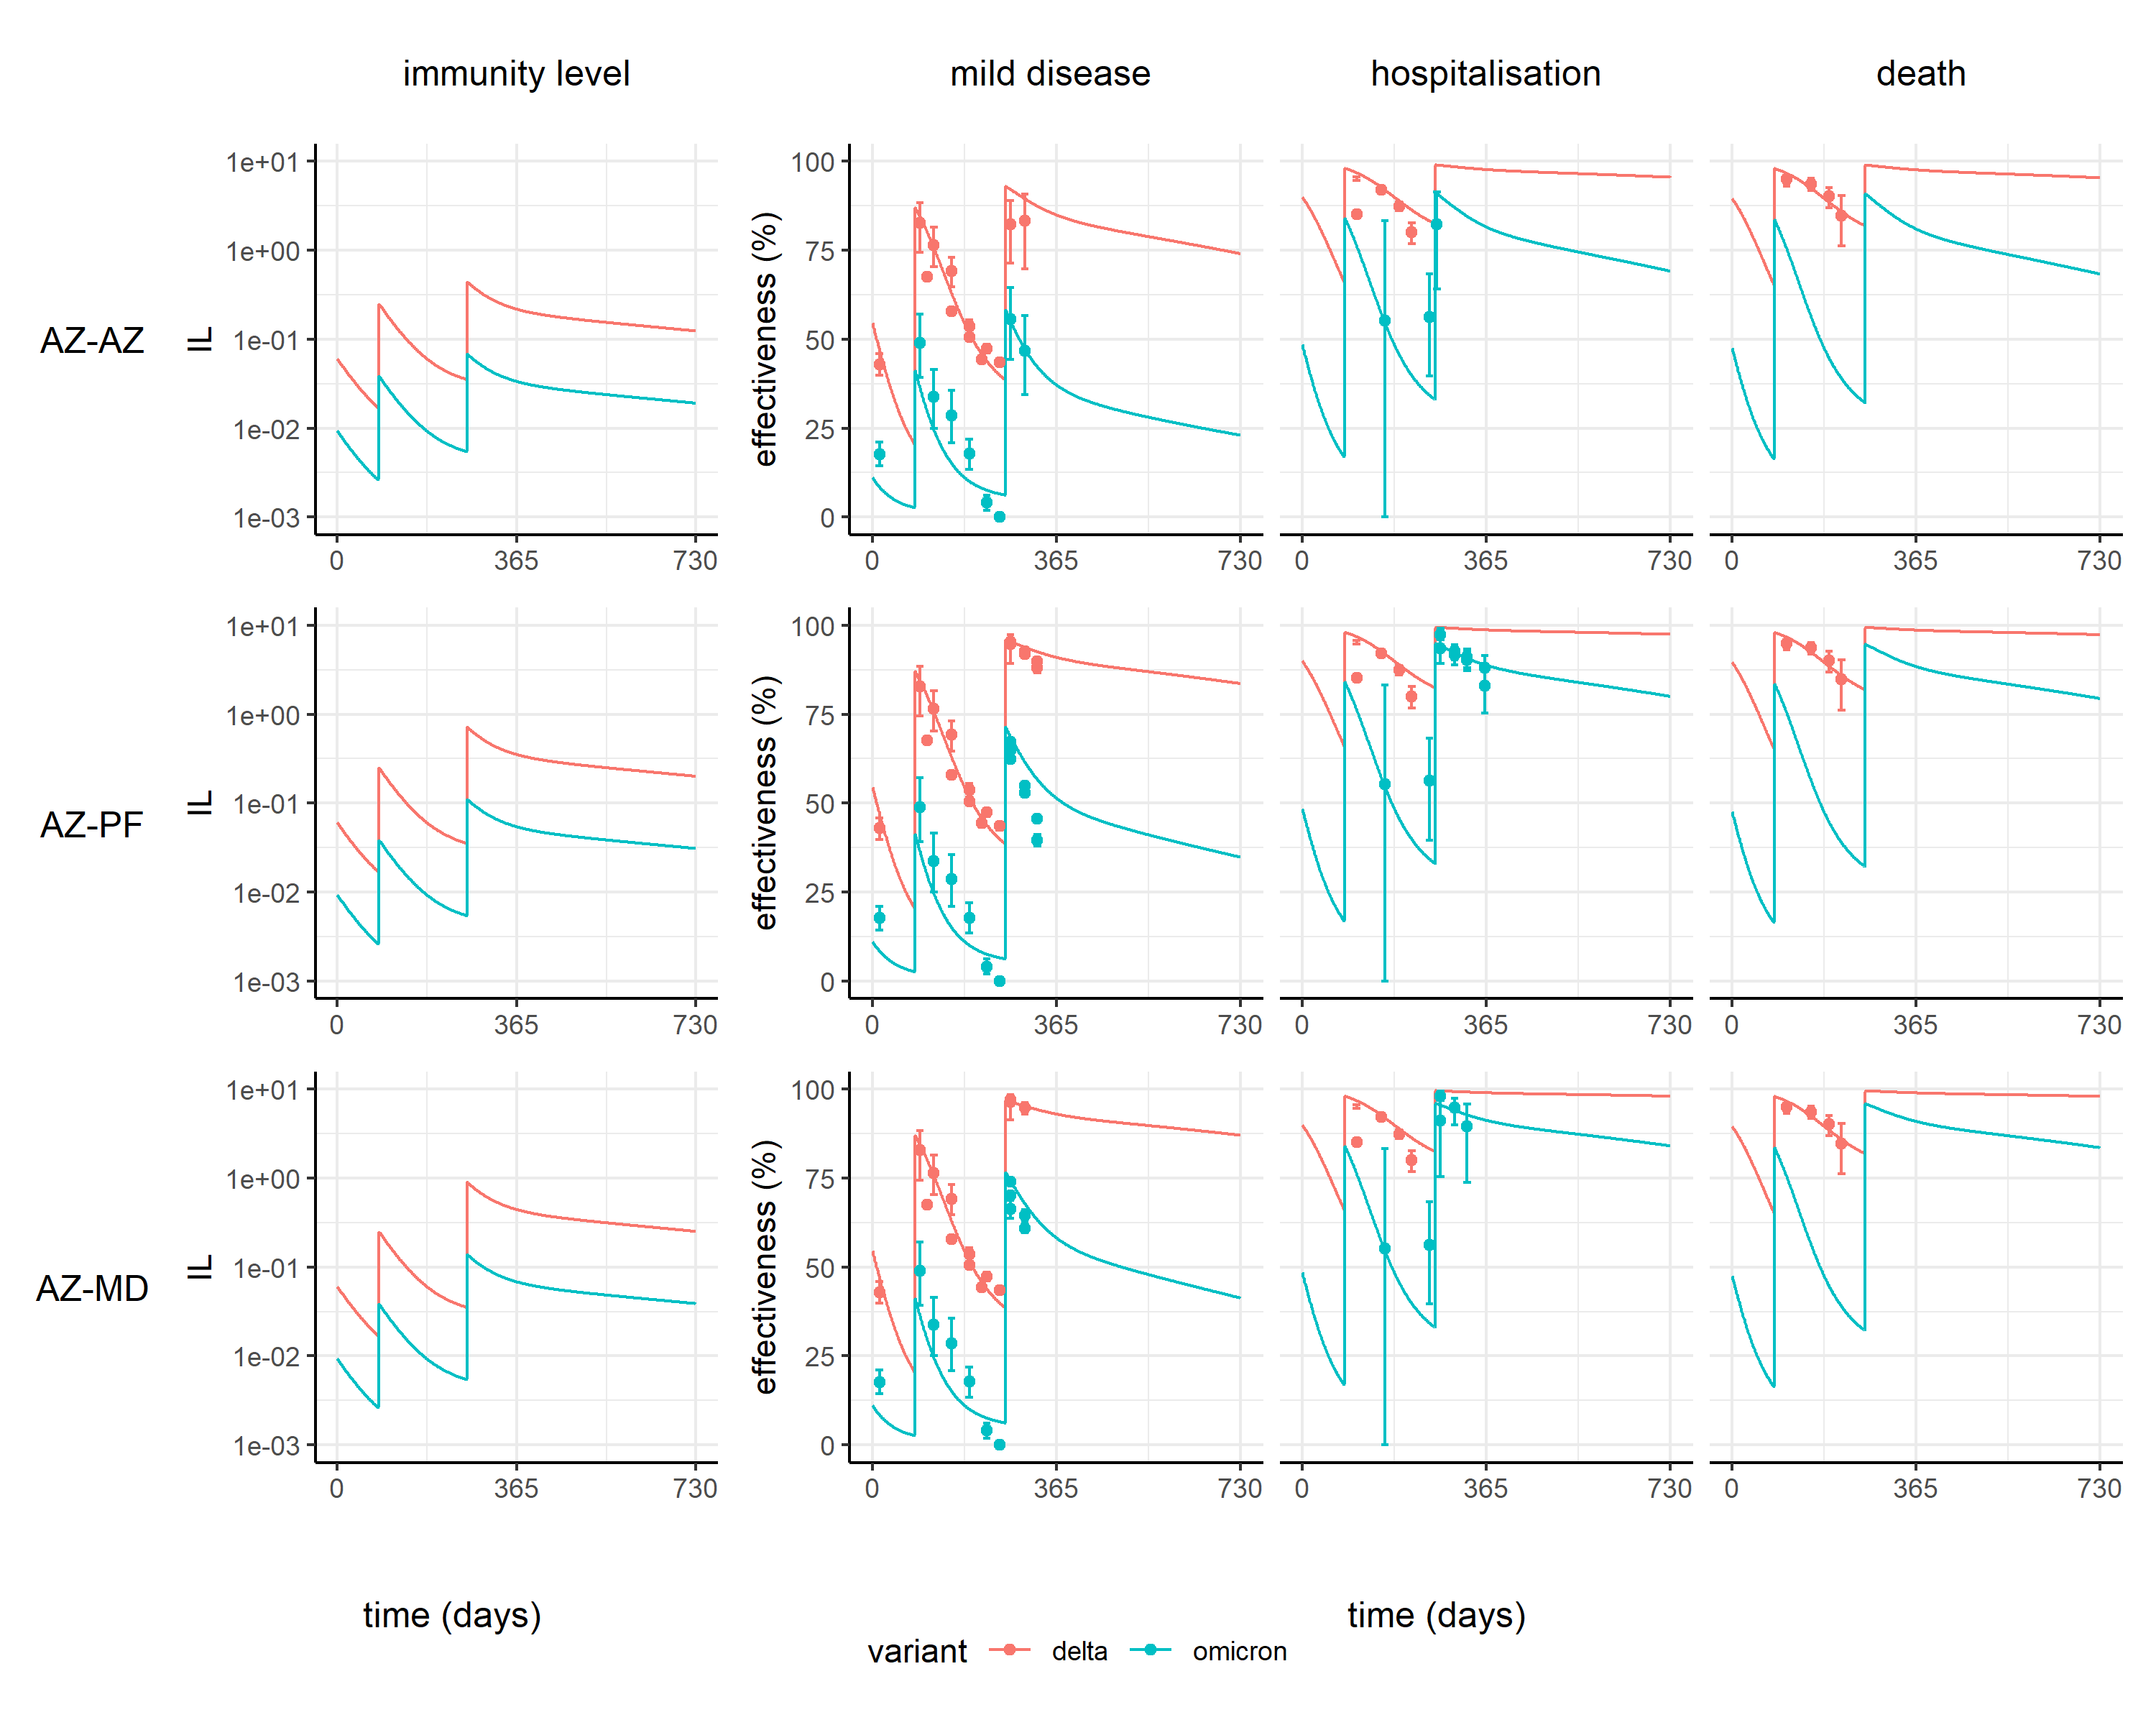 immunity level mild disease hospitalisation death
AZ-AZ
IL
1e+01
1e+00
1e-01
1e-02
1e-03
0 365 730
effectiveness (%)
100
75
50
25
0
0 365 730
0 365 730
0 365 730
AZ-PF
IL
1e+01
1e+00
1e-01
1e-02
1e-03
0 365 730
effectiveness (%)
100
75
50
25
0
0 365 730
0 365 730
0 365 730
AZ-MD
IL
1e+01
1e+00
1e-01
1e-02
1e-03
0 365 730
effectiveness (%)
100
75
50
25
0
0 365 730
0 365 730
0 365 730
time (days) time (days)
variant delta omicron